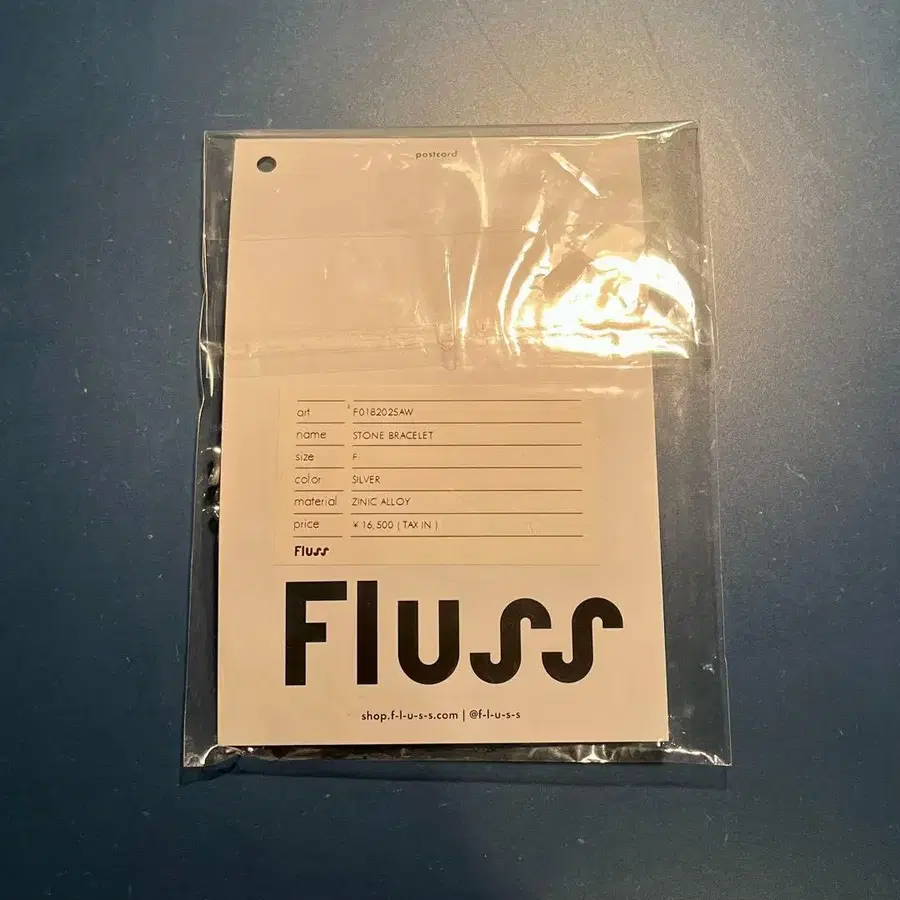 postcard
art F0182025AW
name STONE BRACELET
size F
color SILVER
material ZINIC ALLOY
price ¥ 16,500 ( TAX IN )
Fluss
Fluss
shop.f-l-u-s-s.com | @f-l-u-s-s